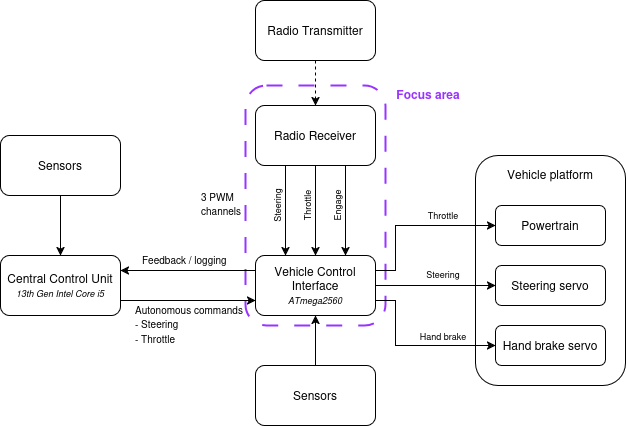 Radio Transmitter
Focus area
Radio Receiver
Sensors
3 PWM
channels
Steering
Throttle
Engage
Vehicle platform
Throttle
Powertrain
Feedback / logging
Central Control Unit
13th Gen Intel Core i5
Vehicle Control
Interface
ATmega2560
Steering
Steering servo
Autonomous commands
- Steering
- Throttle
Hand brake
Hand brake servo
Sensors